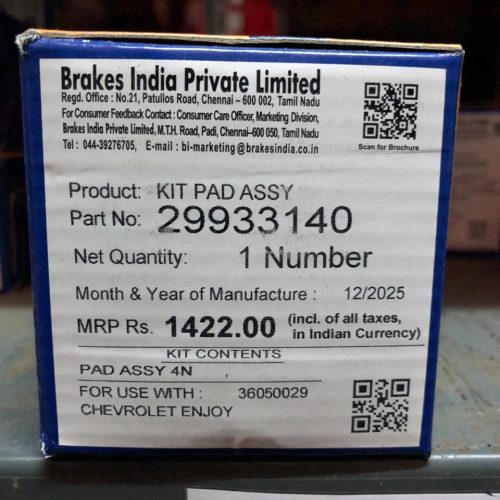 Brakes India Private Limited
Regd. Office : No.21, Patullos Road, Chennai – 600 002, Tamil Nadu
For Consumer Feedback Contact : Consumer Care Officer, Marketing Division,
Brakes India Private Limited, M.T.H. Road, Padi, Chennai–600 050, Tamil Nadu
Tel : 044-39276705, E-mail : bi-marketing@brakesindia.co.in
Scan for Brochure
Product: KIT PAD ASSY
Part No: 29933140
Net Quantity: 1 Number
Month & Year of Manufacture : 12/2025
MRP Rs. 1422.00 (incl. of all taxes, in Indian Currency)
KIT CONTENTS
PAD ASSY 4N
FOR USE WITH : 36050029
CHEVROLET ENJOY